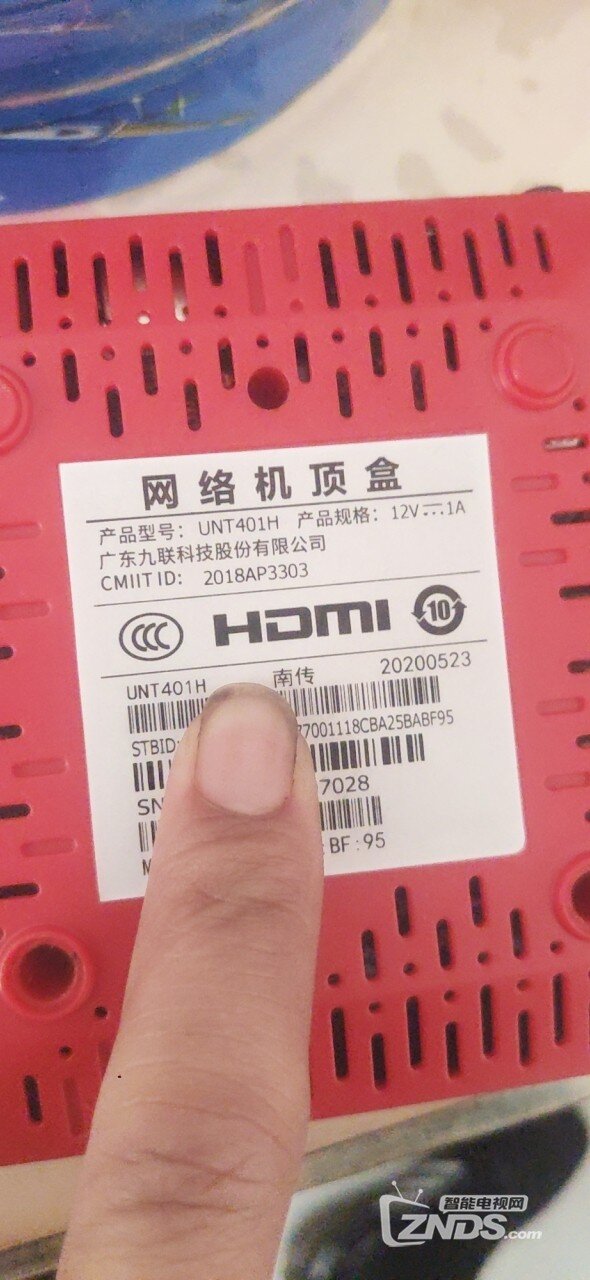 网络机顶盒
产品型号: UNT401H 产品规格: 12V⎓1A
广东九联科技股份有限公司
CMIIT ID: 2018AP3303
CCC HDMI 10
UNT401H 南传 20200523
STBID: 77001118CBA25BABF95
SN 7028
M :BF:95
智能电视网
ZNDS.com